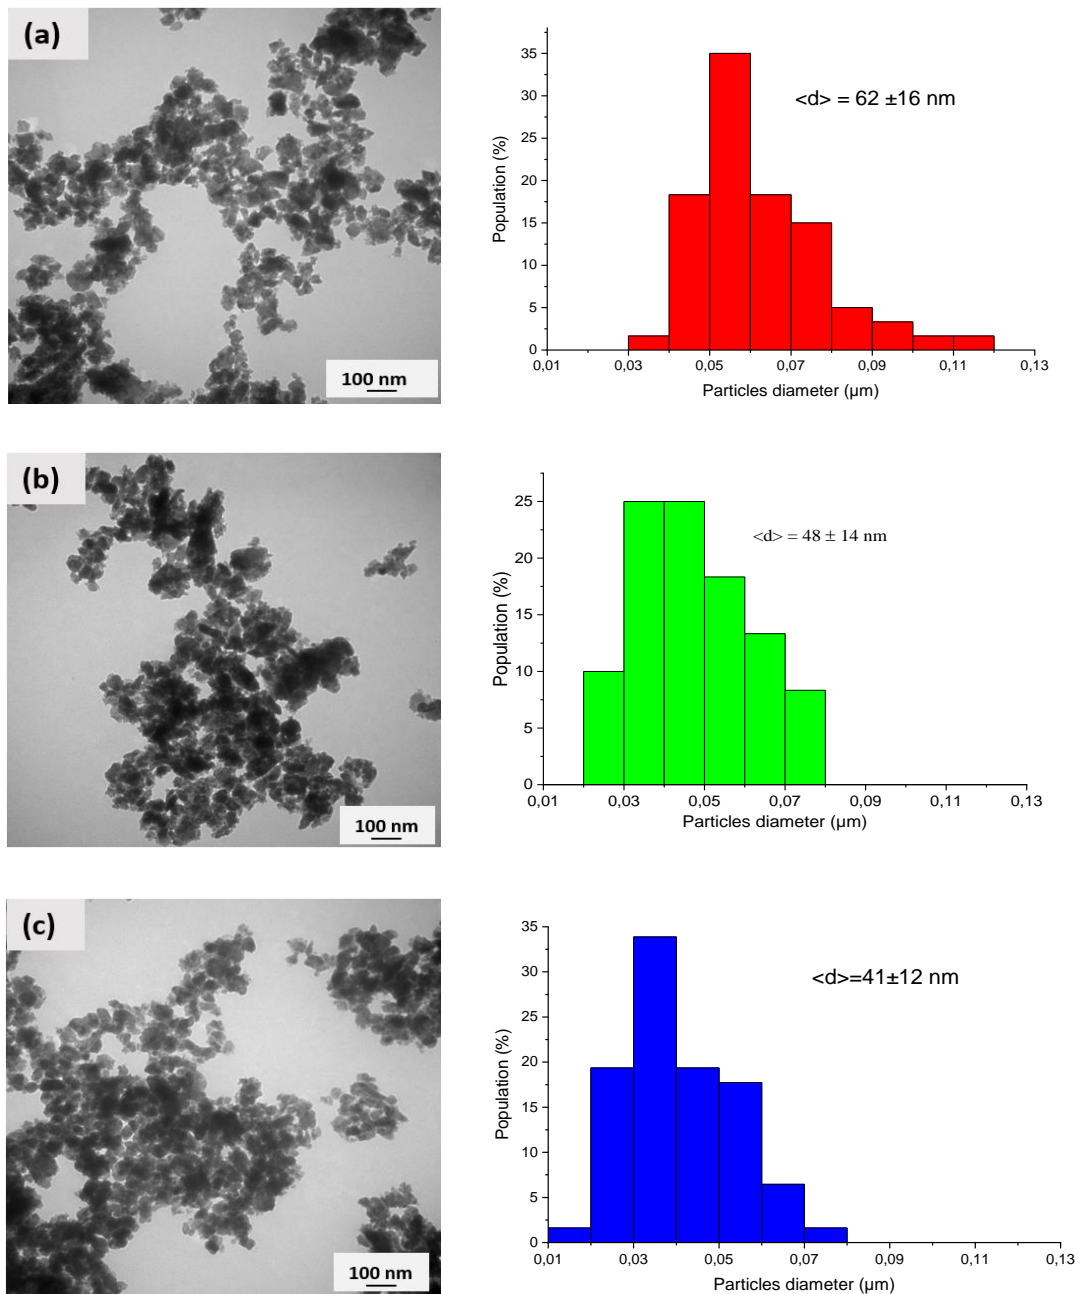 (a)
100 nm
<d> = 62 ±16 nm
Population (%)
35
30
25
20
15
10
5
0
0,01 0,03 0,05 0,07 0,09 0,11 0,13
Particles diameter (µm)
(b)
100 nm
<d> = 48 ± 14 nm
Population (%)
25
20
15
10
5
0
0,01 0,03 0,05 0,07 0,09 0,11 0,13
Particles diameter (µm)
(c)
100 nm
<d>=41±12 nm
Population (%)
35
30
25
20
15
10
5
0
0,01 0,03 0,05 0,07 0,09 0,11 0,13
Particles diameter (µm)